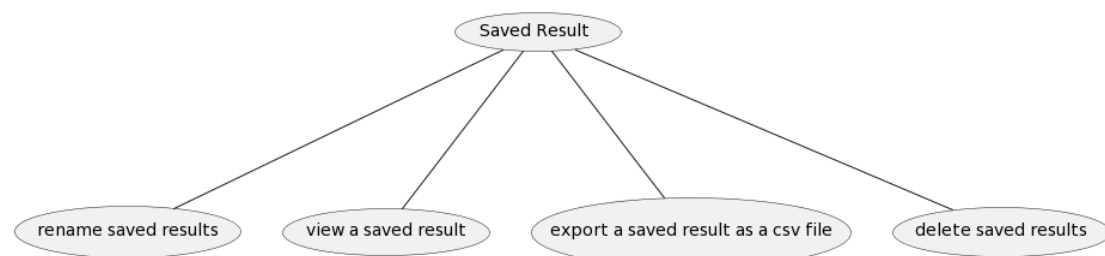 Saved Result
rename saved results
view a saved result
export a saved result as a csv file
delete saved results